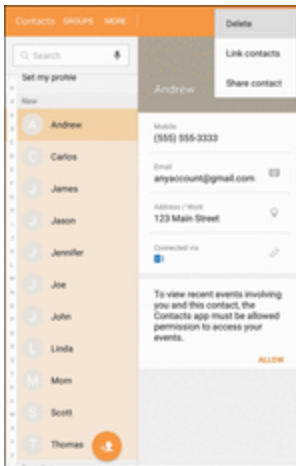 Contacts GROUPS MORE
Search
Set my profile
New
A Andrew
C Carlos
J James
J Jason
J Jennifer
J Joe
J John
L Linda
M Mom
S Scott
T Thomas
Delete
Link contacts
Share contact
Andrew
Mobile
(555) 555-3333
Email
anyaccount@gmail.com
Address / Work
123 Main Street
Connected via
To view recent events involving
you and this contact, the
Contacts app must be allowed
permission to access your
events.
ALLOW